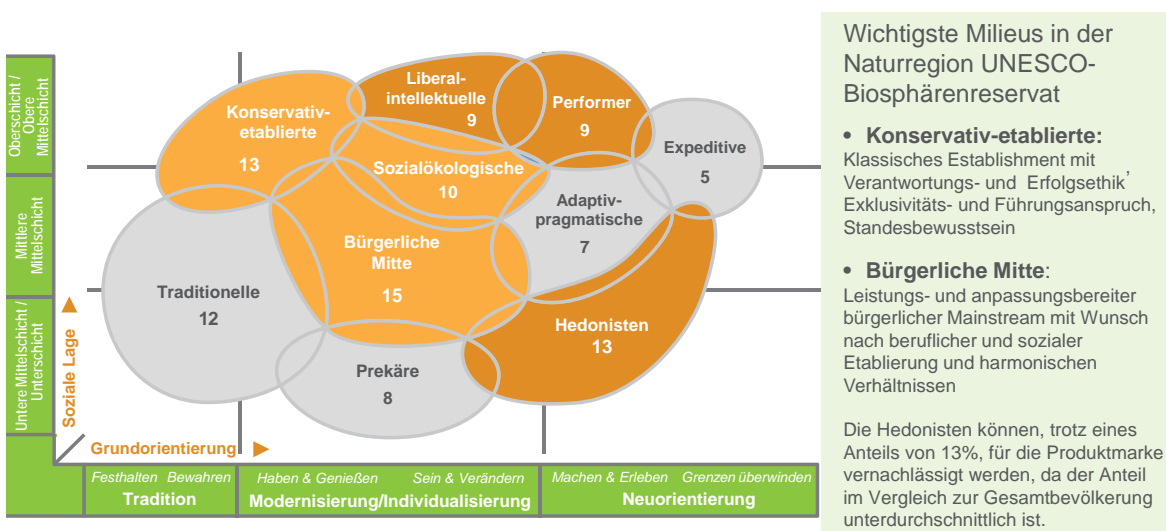 Oberschicht /
Obere
Mittelschicht
Mittlere
Mittelschicht
Untere Mittelschicht /
Unterschicht
Soziale Lage
Konservativ-
etablierte
13
Liberal-
intellektuelle
9
Performer
9
Expeditive
5
Sozialökologische
10
Adaptiv-
pragmatische
7
Bürgerliche
Mitte
15
Traditionelle
12
Hedonisten
13
Prekäre
8
Grundorientierung
Festhalten Bewahren
Tradition
Haben & Genießen Sein & Verändern
Modernisierung/Individualisierung
Machen & Erleben Grenzen überwinden
Neuorientierung
Wichtigste Milieus in der
Naturregion UNESCO-
Biosphärenreservat
• Konservativ-etablierte:
Klassisches Establishment mit
Verantwortungs- und Erfolgsethik,
Exklusivitäts- und Führungsanspruch,
Standesbewusstsein
• Bürgerliche Mitte:
Leistungs- und anpassungsbereiter
bürgerlicher Mainstream mit Wunsch
nach beruflicher und sozialer
Etablierung und harmonischen
Verhältnissen
Die Hedonisten können, trotz eines
Anteils von 13%, für die Produktmarke
vernachlässigt werden, da der Anteil
im Vergleich zur Gesamtbevölkerung
unterdurchschnittlich ist.